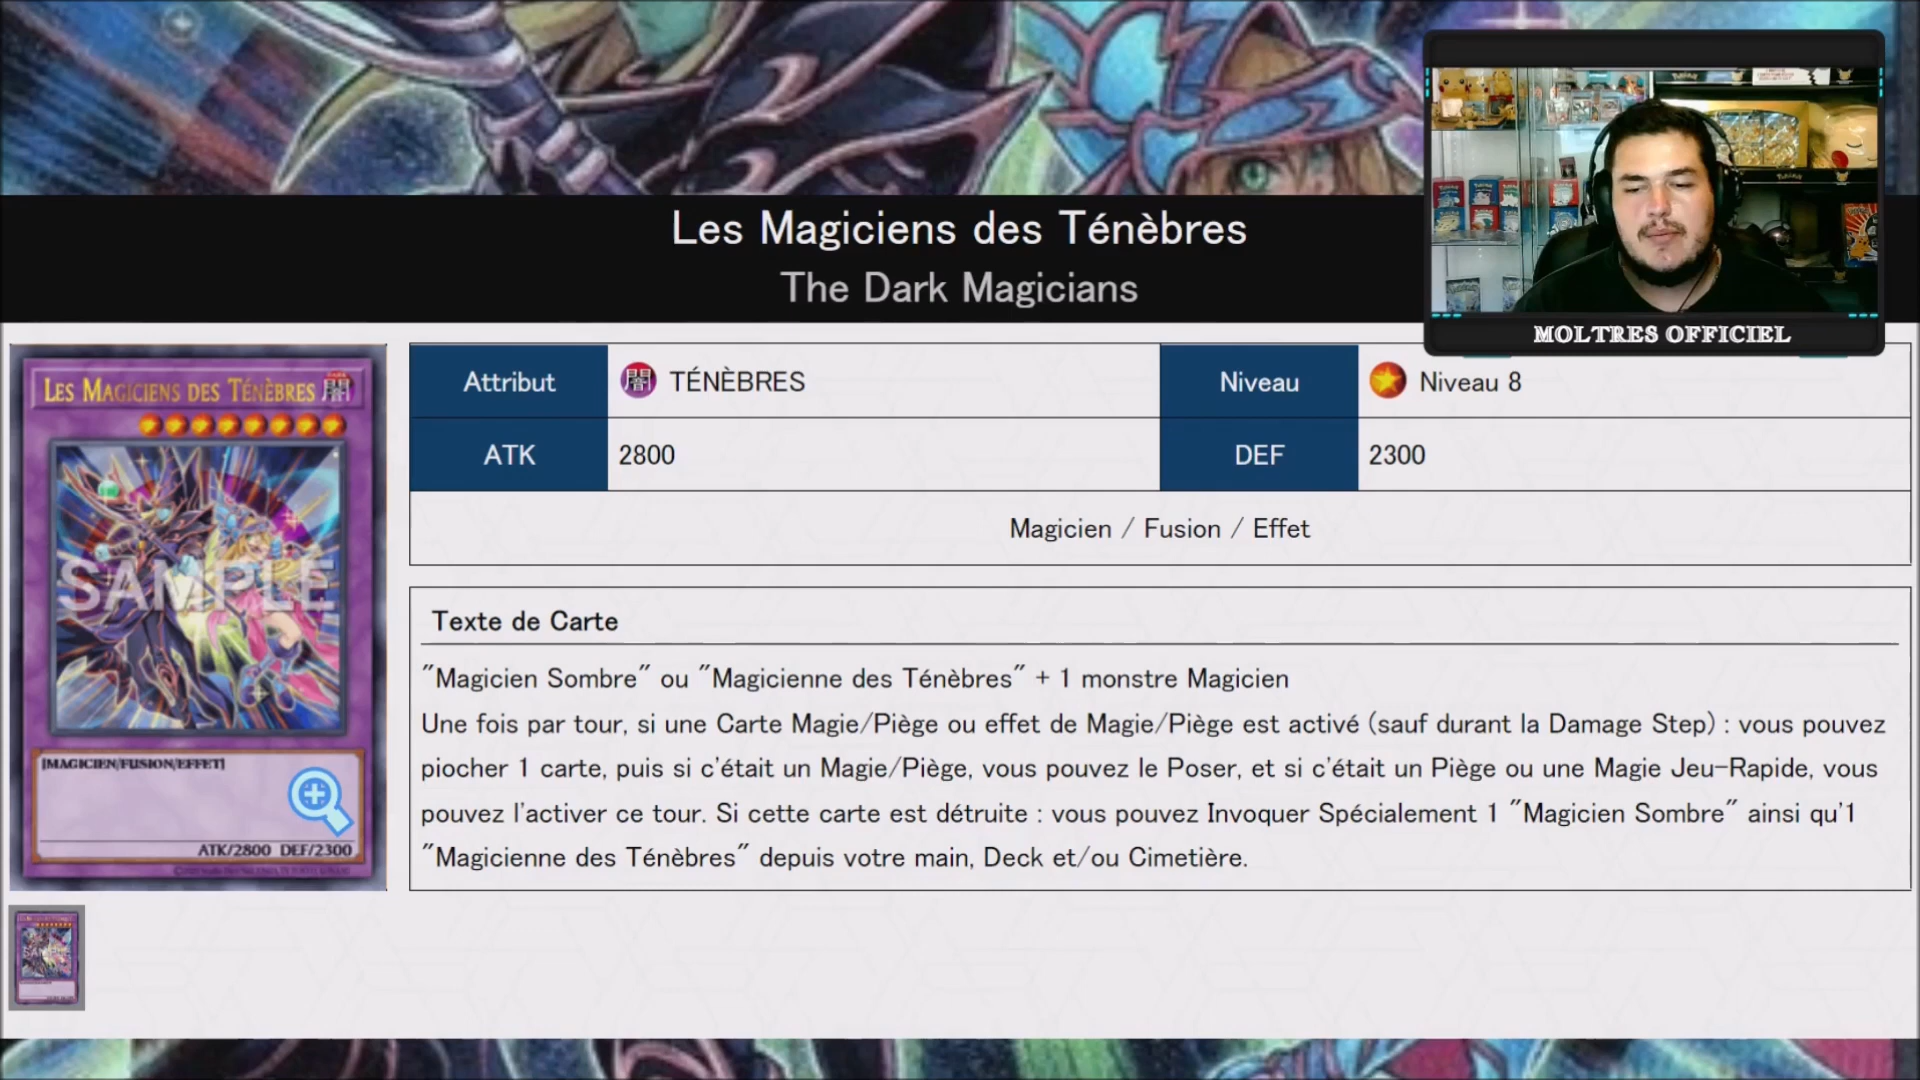 Les Magiciens des Ténèbres
The Dark Magicians
MOLTRES OFFICIEL
LES MAGICIENS DES TÉNÈBRES 闇
SAMPLE
[MAGICIEN/FUSION/EFFET]
ATK/2800 DEF/2300
Attribut 闇 TÉNÈBRES Niveau Niveau 8
ATK 2800 DEF 2300
Magicien / Fusion / Effet
Texte de Carte
"Magicien Sombre" ou "Magicienne des Ténèbres" + 1 monstre Magicien
Une fois par tour, si une Carte Magie/Piège ou effet de Magie/Piège est activé (sauf durant la Damage Step) : vous pouvez
piocher 1 carte, puis si c'était un Magie/Piège, vous pouvez le Poser, et si c'était un Piège ou une Magie Jeu-Rapide, vous
pouvez l'activer ce tour. Si cette carte est détruite : vous pouvez Invoquer Spécialement 1 "Magicien Sombre" ainsi qu'1
"Magicienne des Ténèbres" depuis votre main, Deck et/ou Cimetière.